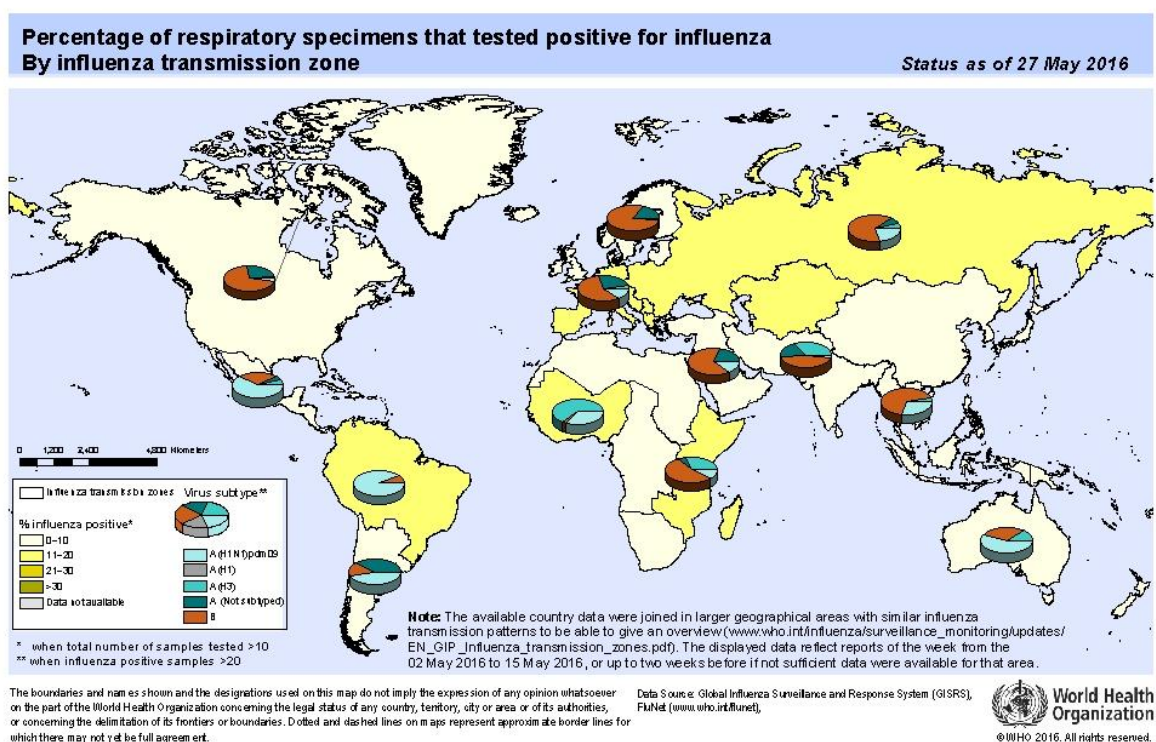 Percentage of respiratory specimens that tested positive for influenza
By influenza transmission zone
Status as of 27 May 2016
0 1,200 2,400 4,800 Kilometers
Influenza transmission zones
Virus subtype**
% influenza positive*
0-10
11-20
21-30
>30
Data not available
A(H1N1)pdm09
A(H1)
A(H3)
A (Not subtyped)
B
* when total number of samples tested >10
** when influenza positive samples >20
Note: The available country data were joined in larger geographical areas with similar influenza
transmission patterns to be able to give an overview (www.who.int/influenza/surveillance_monitoring/updates/
EN_GIP_Influenza_transmission_zones.pdf). The displayed data reflect reports of the week from the
02 May 2016 to 15 May 2016, or up to two weeks before if not sufficient data were available for that area.
The boundaries and names shown and the designations used on this map do not imply the expression of any opinion whatsoever
on the part of the World Health Organization concerning the legal status of any country, territory, city or area or of its authorities,
or concerning the delimitation of its frontiers or boundaries. Dotted and dashed lines on maps represent approximate border lines for
which there may not yet be full agreement.
Data Source: Global Influenza Surveillance and Response System (GISRS),
FluNet (www.who.int/flunet),
World Health
Organization
© WHO 2016. All rights reserved.